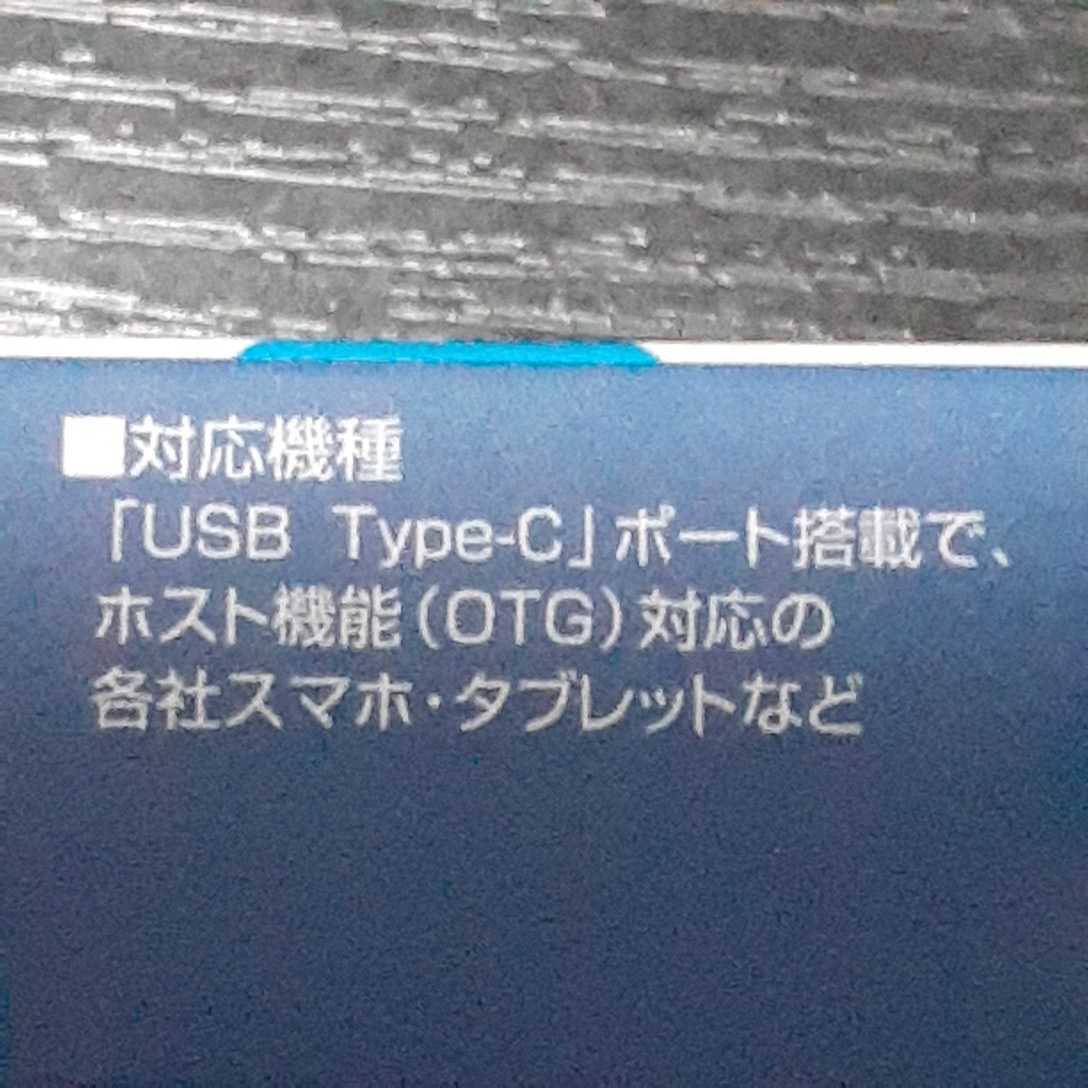 ■対応機種
「USB Type-C」ポート搭載で、
ホスト機能(OTG)対応の
各社スマホ・タブレットなど